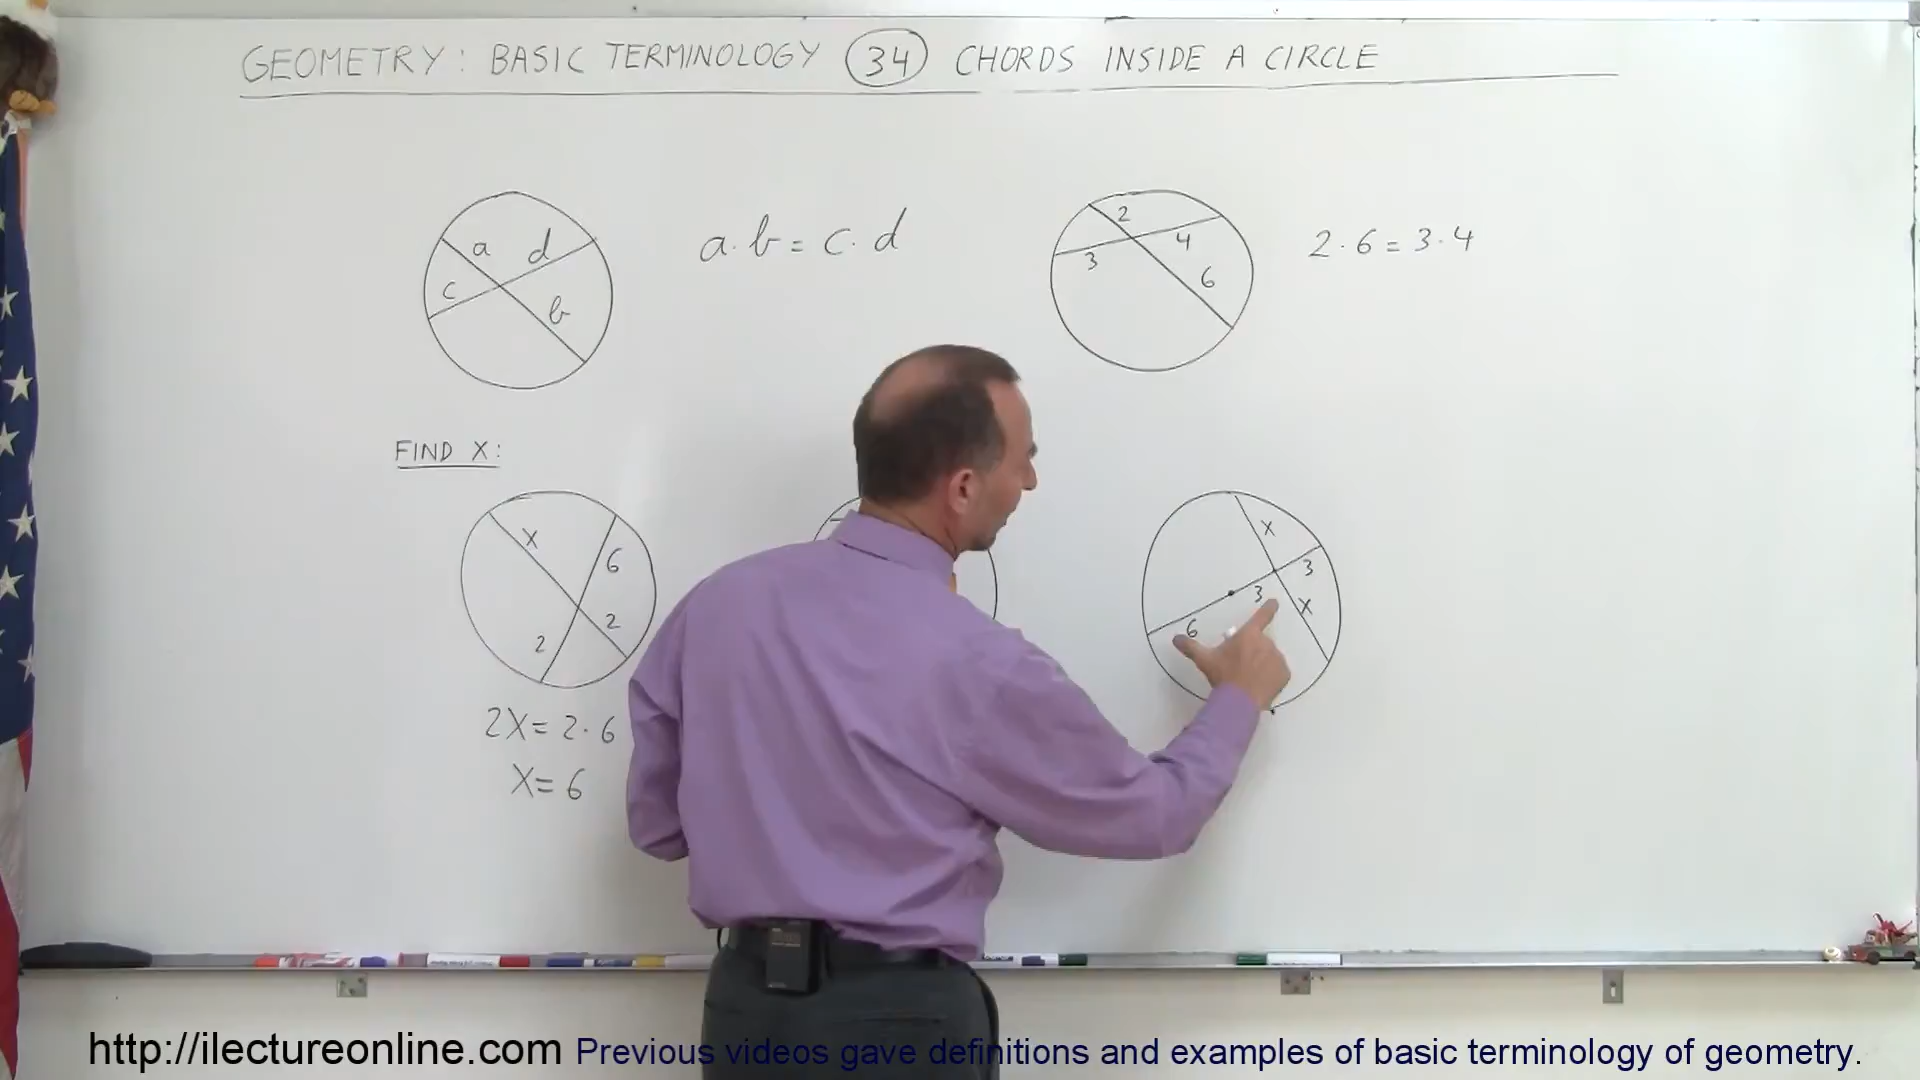 GEOMETRY: BASIC TERMINOLOGY 34 CHORDS INSIDE A CIRCLE
a d
c b
a·b = c·d
2
3 4
6
2·6 = 3·4
FIND X:
X 6
2 2
2X = 2·6
X = 6
X
3
3 X
6
http://ilectureonline.com Previous videos gave definitions and examples of basic terminology of geometry.